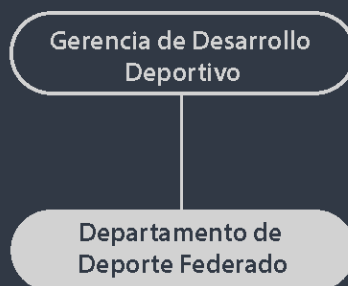 Gerencia de Desarrollo
Deportivo
Departamento de
Deporte Federado